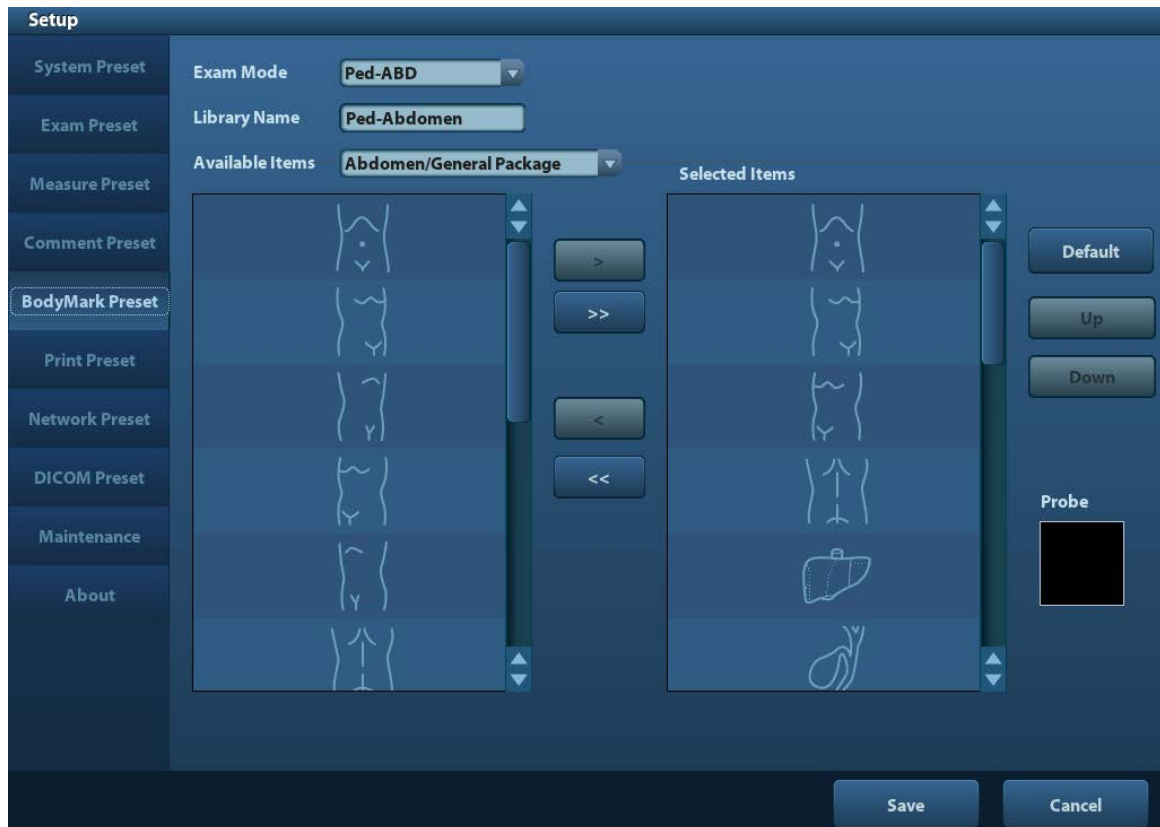 Setup
System Preset
Exam Preset
Measure Preset
Comment Preset
BodyMark Preset
Print Preset
Network Preset
DICOM Preset
Maintenance
About
Exam Mode Ped-ABD
Library Name Ped-Abdomen
Available Items Abdomen/General Package
Selected Items
>
>>
<
<<
Default
Up
Down
Probe
Save Cancel